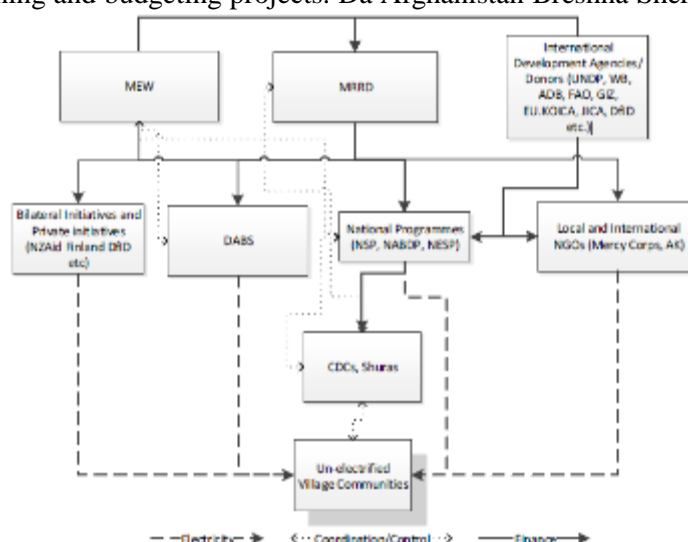 ning and budgeting projects. Da Afghanistan Breshna Sher
International
Development Agencies/
Donors (UNDP, WB,
ADB, FAO, GIZ,
EU.KOICA, JICA, DfiD
etc.)
MEW
MRRD
Bilateral Initiatives and
Private initiatives
(NZAid Finland DfiD
etc)
DABS
National Programmes
(NSP, NABDP, NESP)
Local and International
NGOs (Mercy Corps, AK)
CDCs, Shuras
Un-electrified
Village Communities
Electricity
Coordination/Control
Finance